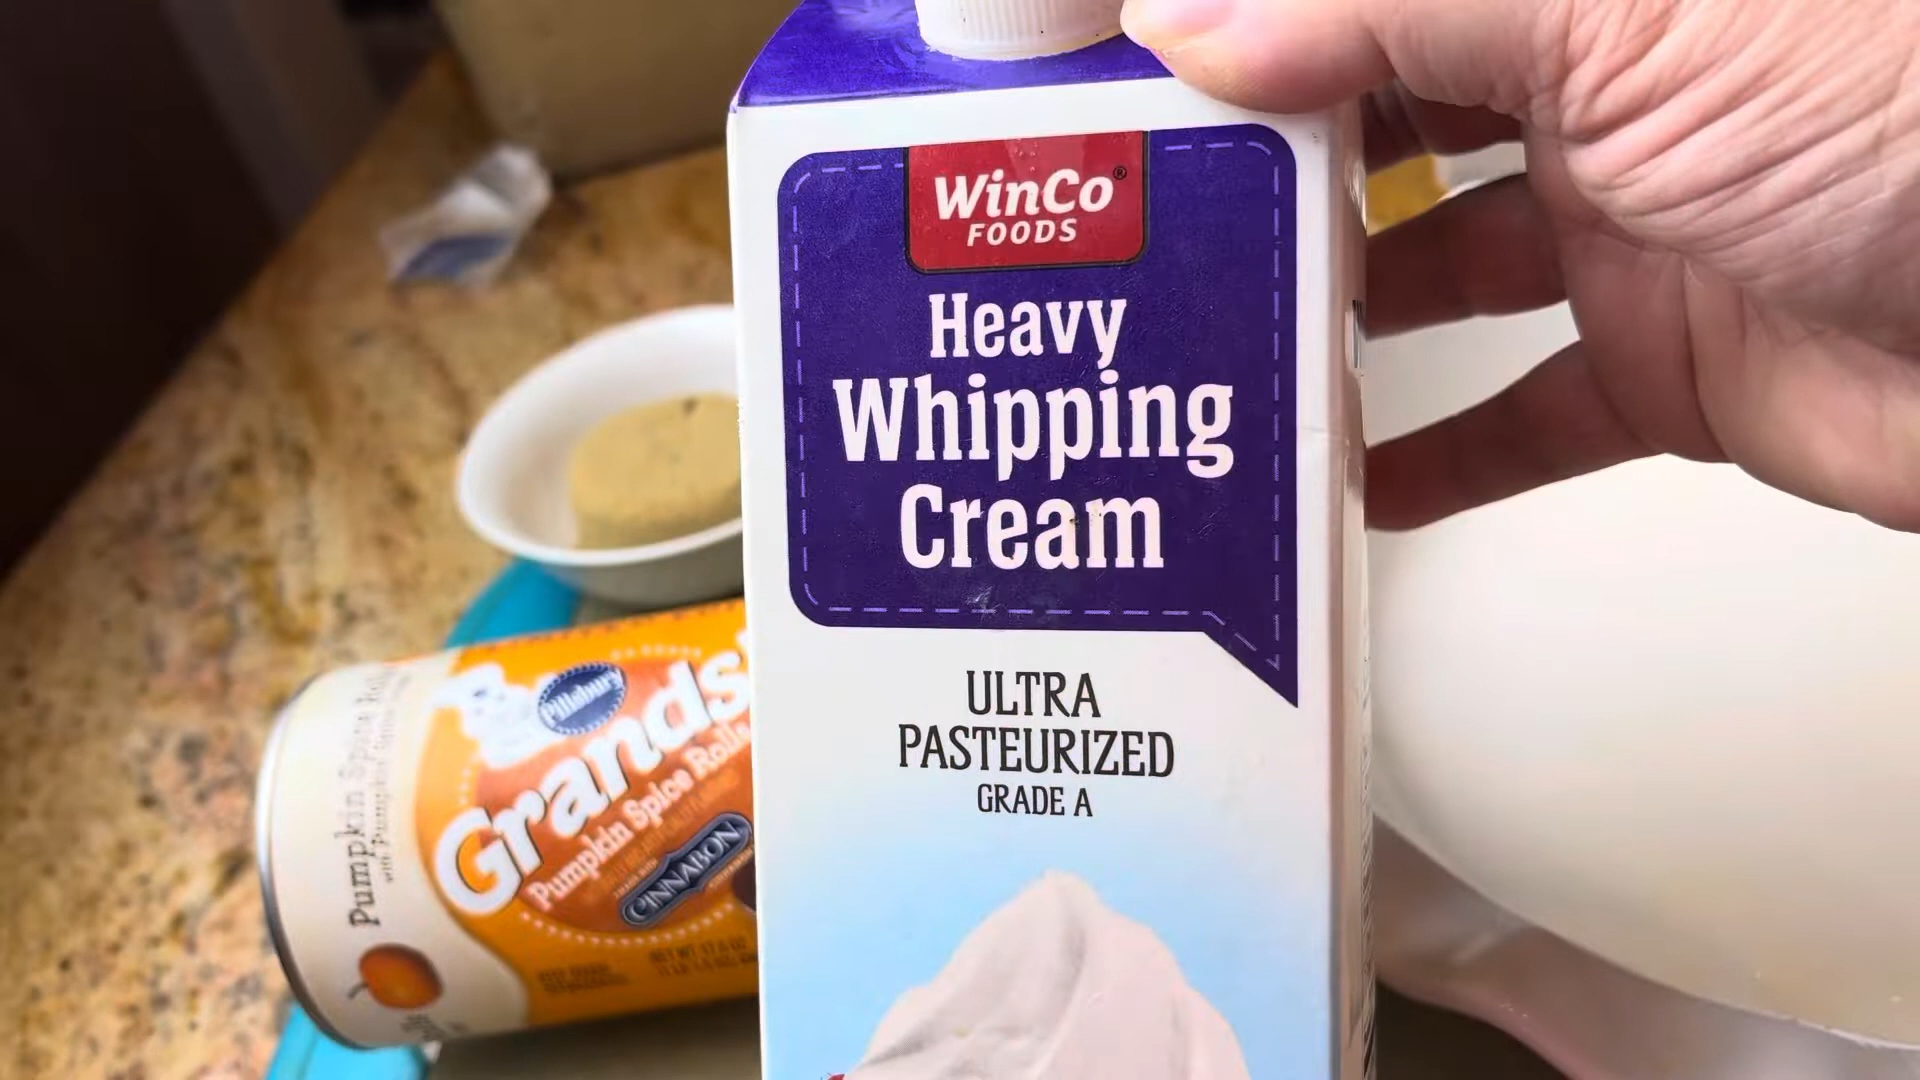 WinCo®
FOODS
Heavy
Whipping
Cream
ULTRA
PASTEURIZED
GRADE A
Pillsbury
Grands!
Pumpkin Spice Rolls
CINNABON
Pumpkin Spice Rolls